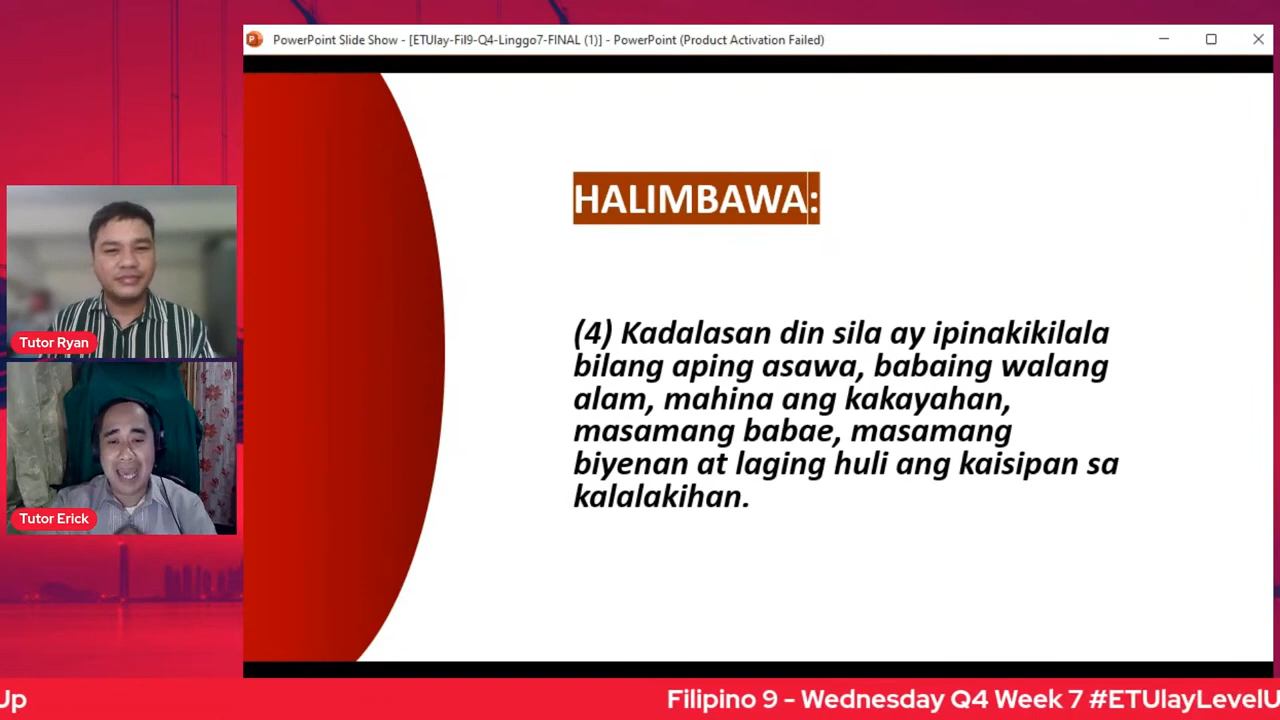 PowerPoint Slide Show - [ETUlay-Fil9-Q4-Linggo7-FINAL (1)] - PowerPoint (Product Activation Failed)
HALIMBAWA:
(4) Kadalasan din sila ay ipinakikilala
bilang aping asawa, babaing walang
alam, mahina ang kakayahan,
masamang babae, masamang
biyenan at laging huli ang kaisipan sa
kalalakihan.
Tutor Ryan
Tutor Erick
Up
Filipino 9 - Wednesday Q4 Week 7 #ETUlayLevelU